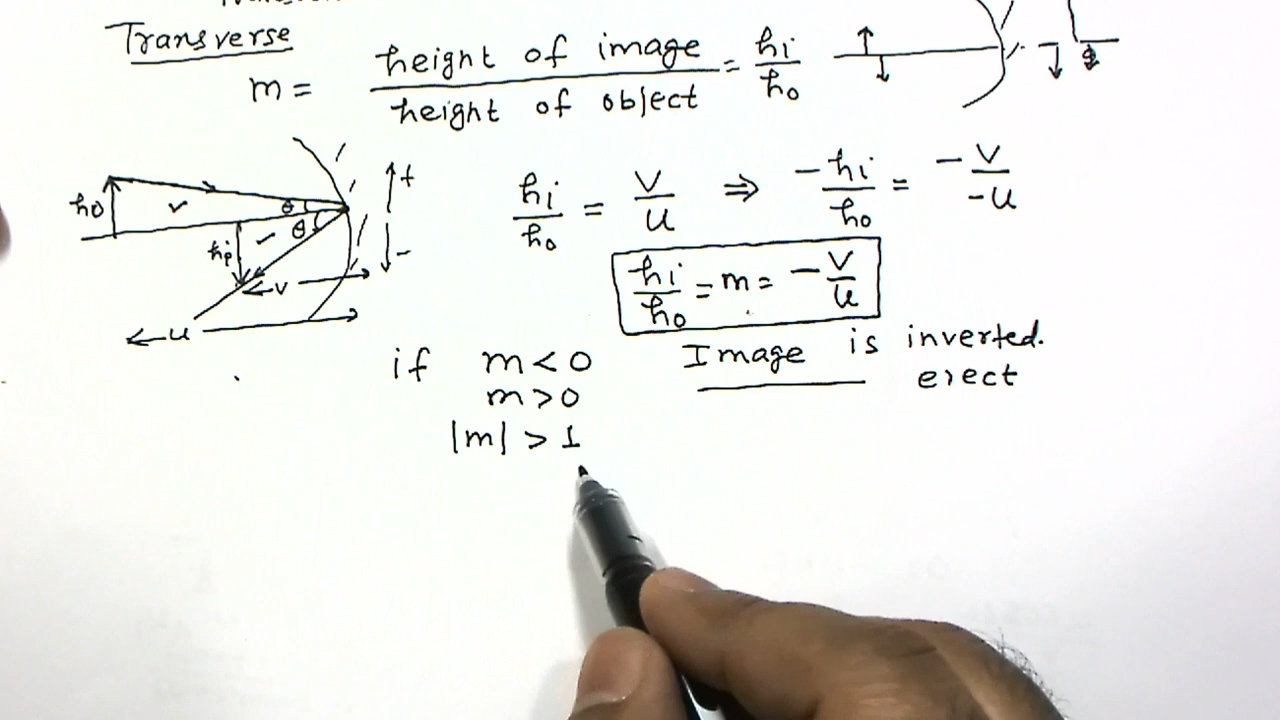 Transverse
m = height of image / height of object = hi/ho
ho θ θ hi v u + -
hi/ho = v/u ⇒ -hi/ho = -v/-u
-hi/ho = m = -v/u
if m < 0 Image is inverted.
m > 0 erect
|m| > 1